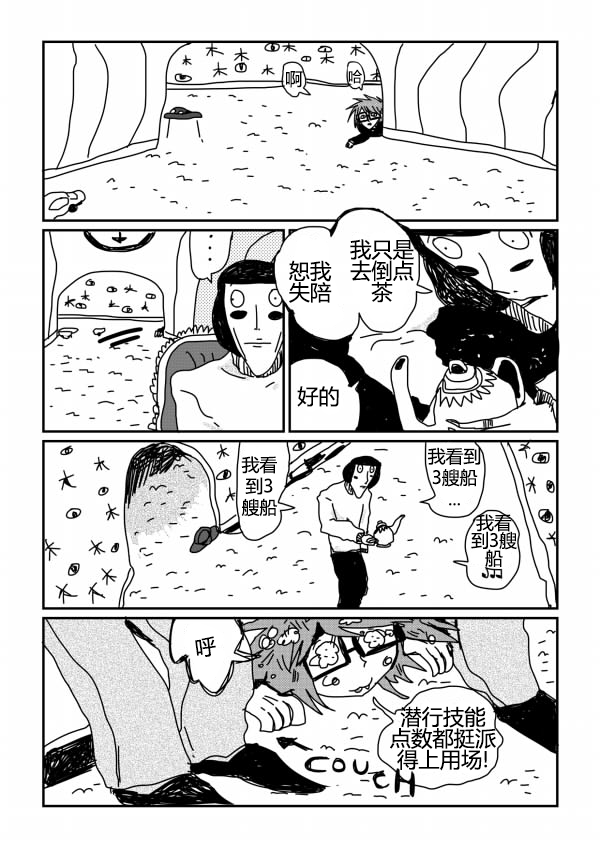 啊
哈
...
恕我
失陪
我只是
去倒点
茶
好的
我看
到3
艘船
我看到
3艘船
...
我看
到3艘
船
♫
呼
潜行技能
点数都挺派
得上用场!
COUCH